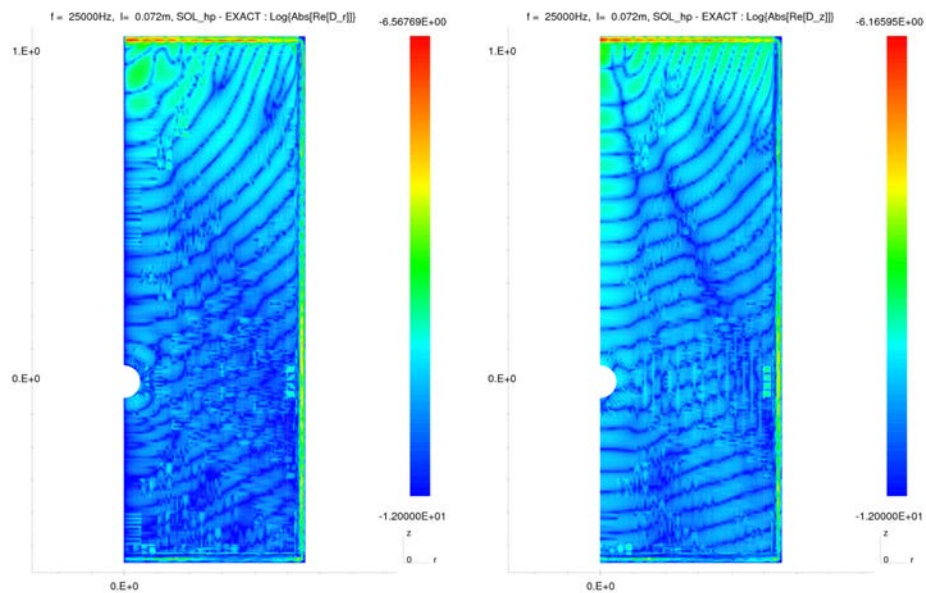 f = 25000Hz, l= 0.072m, SOL_hp - EXACT : Log{Abs[Re[D_r]]}
-6.56769E+00
1.E+0
0.E+0
-1.20000E+01
z
0 r
0.E+0
f = 25000Hz, l= 0.072m, SOL_hp - EXACT : Log{Abs[Re[D_z]]}
-6.16595E+00
1.E+0
0.E+0
-1.20000E+01
z
0 r
0.E+0